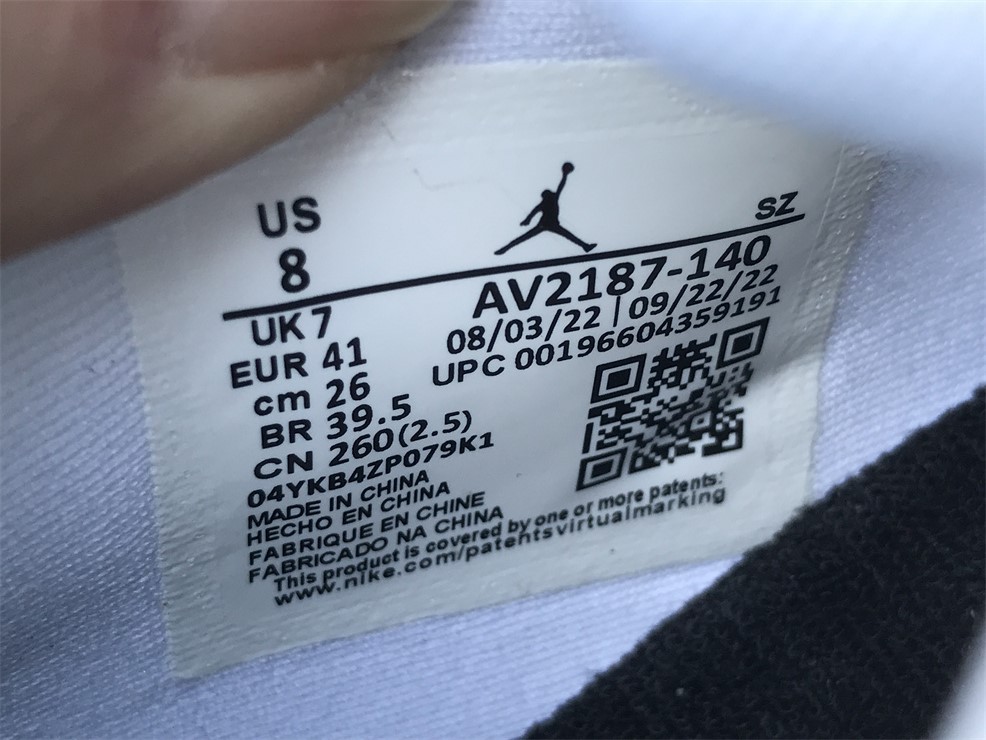 US
8
SZ
UK 7
EUR 41
cm 26
BR 39.5
CN 260(2.5)
AV2187-140
08/03/22 | 09/22/22
UPC 00196604359191
04YKB4ZP079K1
MADE IN CHINA
HECHO EN CHINA
FABRIQUE EN CHINE
FABRICADO NA CHINA
This product is covered by one or more patents:
www.nike.com/patentsvirtualmarking